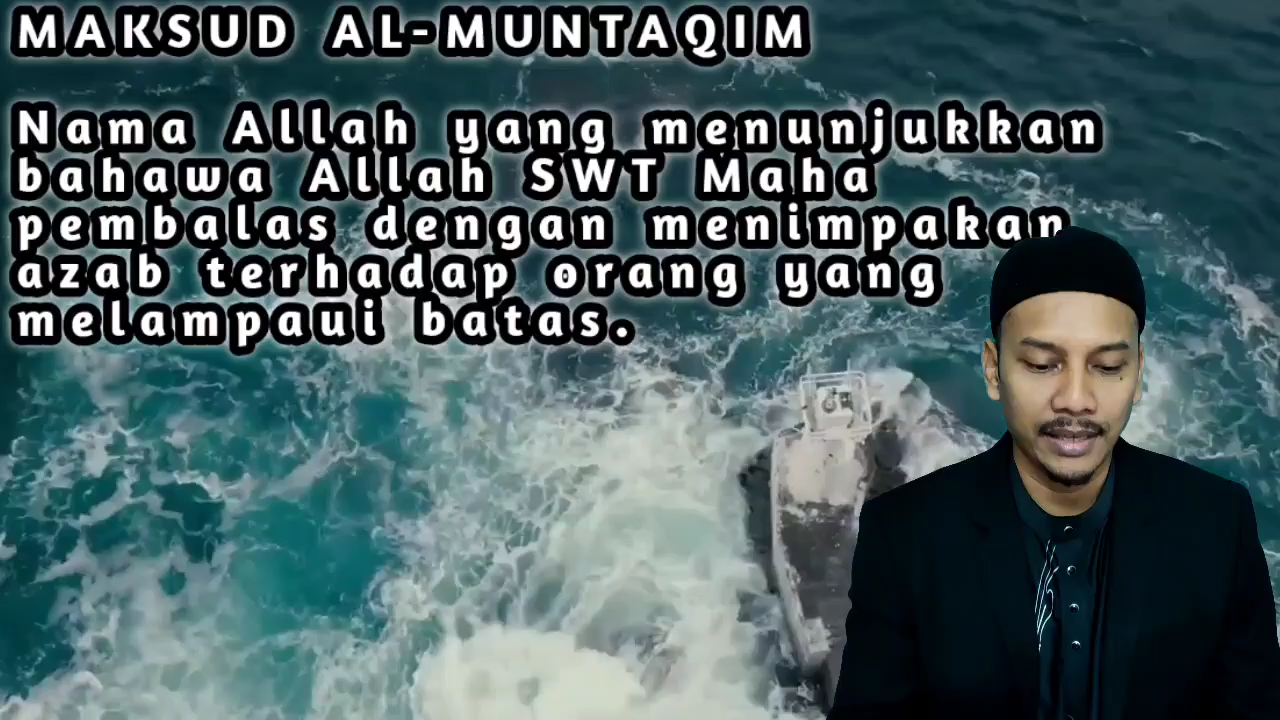 MAKSUD AL-MUNTAQIM
Nama Allah yang menunjukkan
bahawa Allah SWT Maha
pembalas dengan menimpakan
azab terhadap orang yang
melampaui batas.